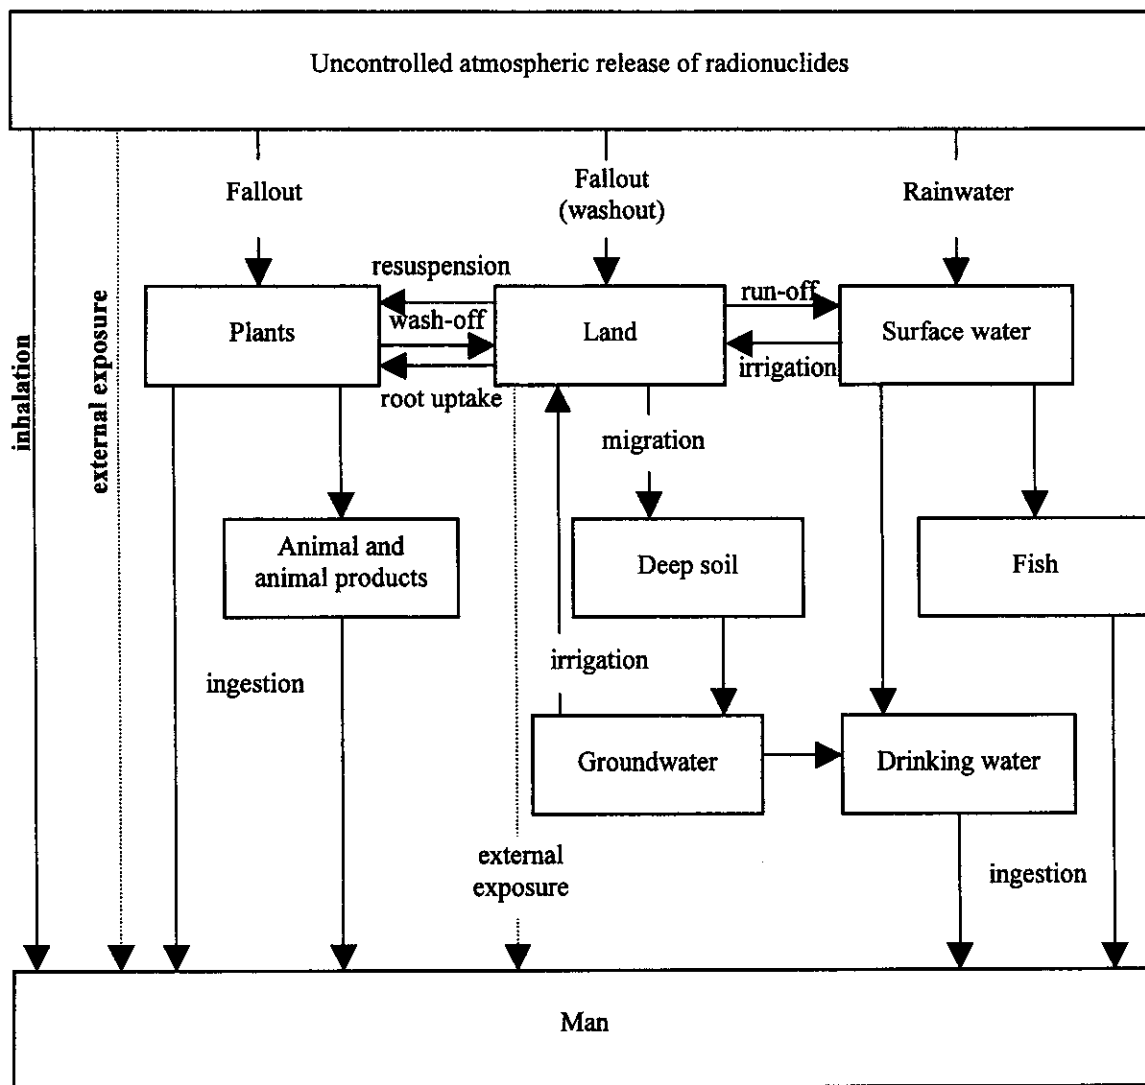 Uncontrolled atmospheric release of radionuclides
Fallout
Fallout
(washout)
Rainwater
inhalation
external exposure
resuspension
wash-off
root uptake
run-off
irrigation
Plants
Land
Surface water
migration
Animal and
animal products
Deep soil
Fish
ingestion
irrigation
Groundwater
Drinking water
external
exposure
ingestion
Man